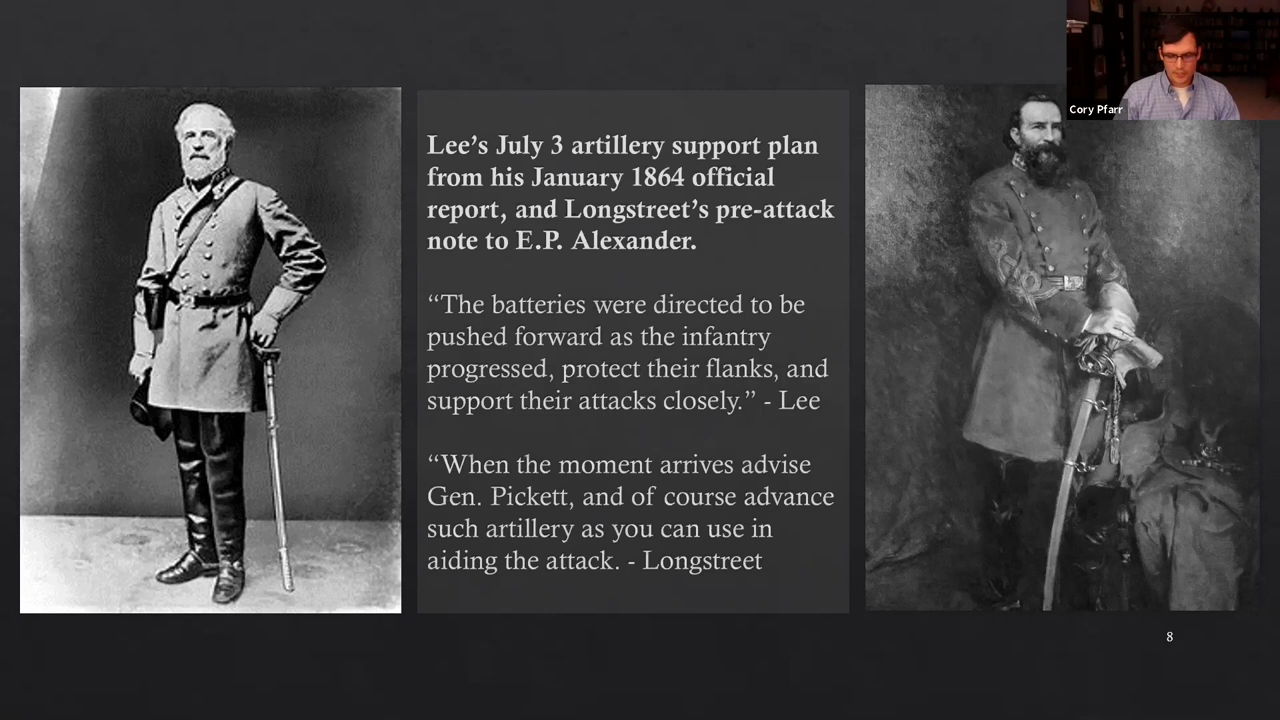 Cory Pfarr
Lee’s July 3 artillery support plan
from his January 1864 official
report, and Longstreet’s pre-attack
note to E.P. Alexander.
“The batteries were directed to be
pushed forward as the infantry
progressed, protect their flanks, and
support their attacks closely.” - Lee
“When the moment arrives advise
Gen. Pickett, and of course advance
such artillery as you can use in
aiding the attack. - Longstreet
8